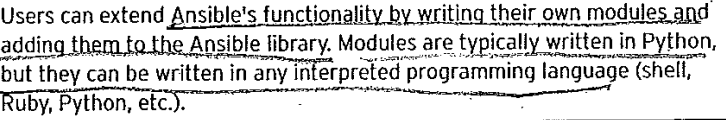 Users can extend Ansible's functionality by writing their own modules and
adding them to the Ansible library. Modules are typically written in Python,
but they can be written in any interpreted programming language (shell,
Ruby, Python, etc.).